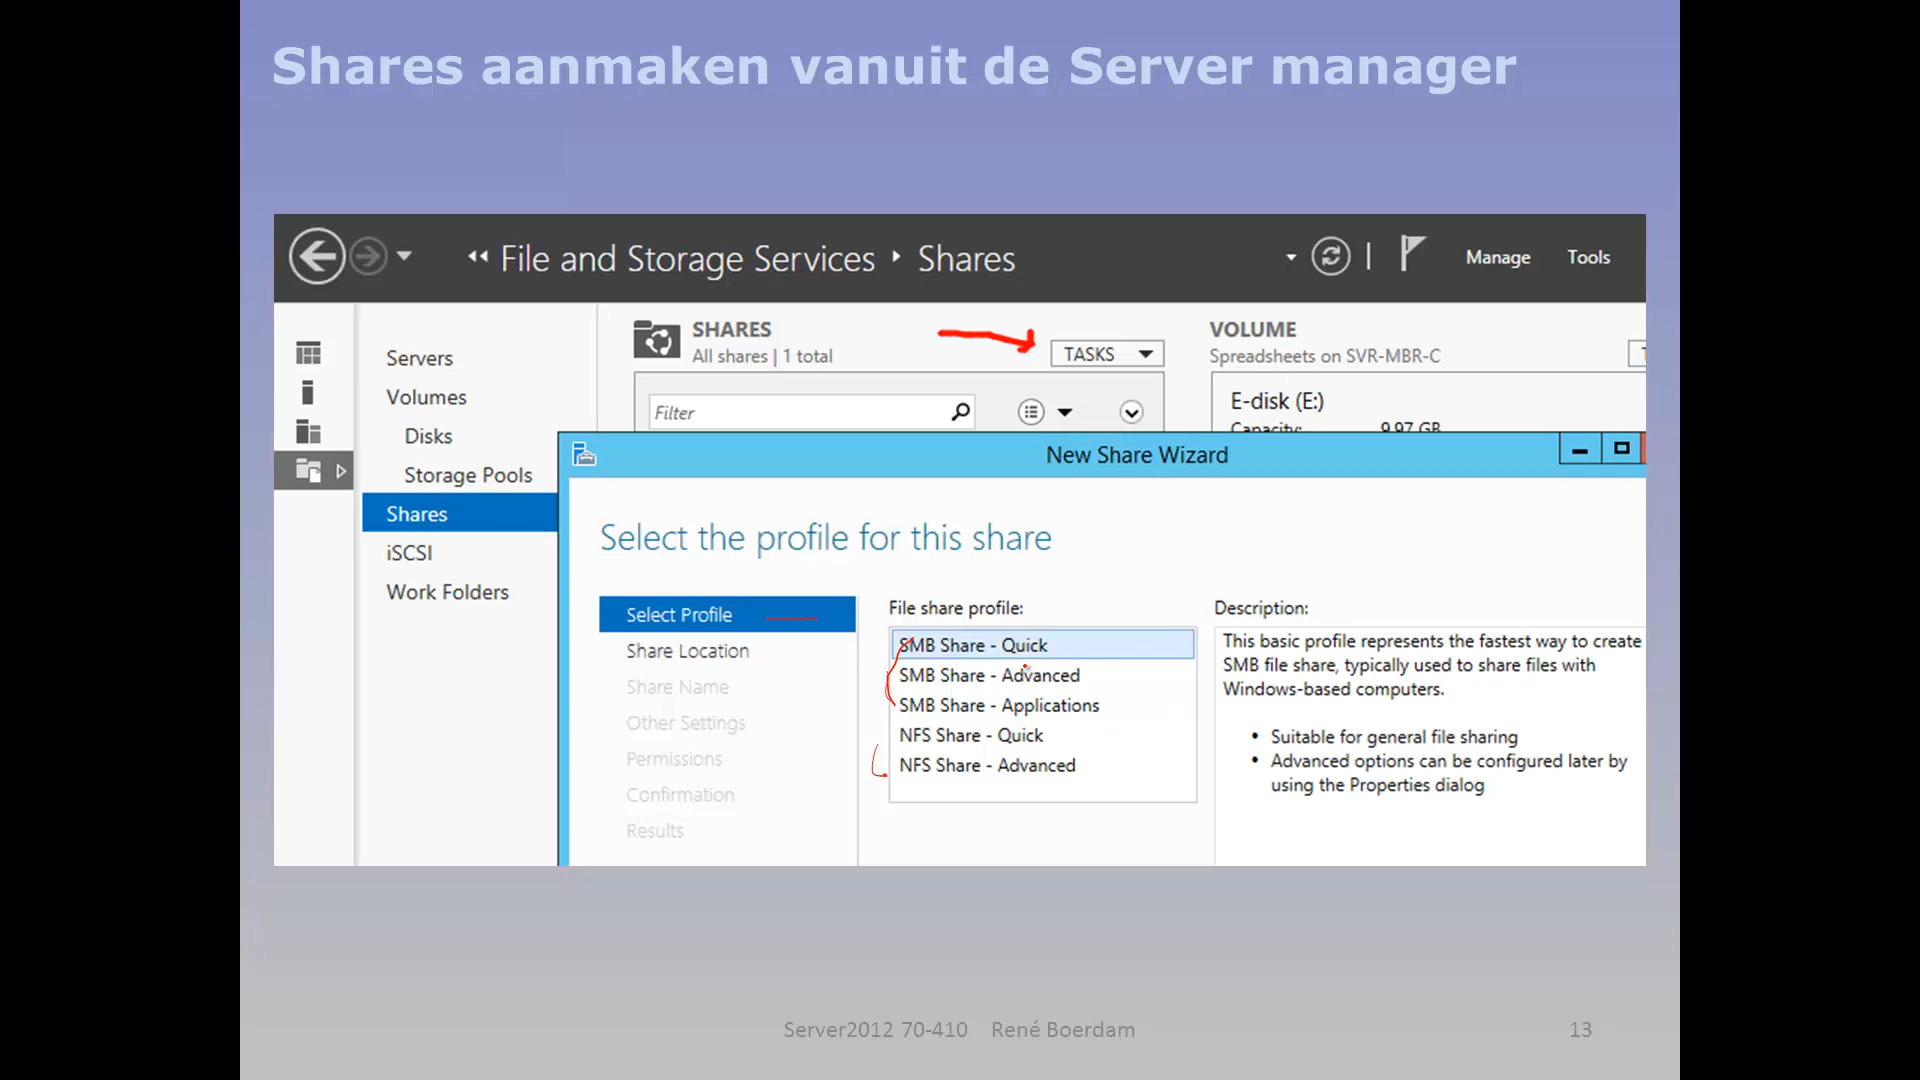 Shares aanmaken vanuit de Server manager
File and Storage Services
Shares
Manage
Tools
Servers
Volumes
Disks
Storage Pools
Shares
iSCSI
Work Folders
SHARES
All shares | 1 total
TASKS
Filter
VOLUME
Spreadsheets on SVR-MBR-C
E-disk (E:)
Capacity: 9,97 GB
New Share Wizard
Select the profile for this share
Select Profile
Share Location
Share Name
Other Settings
Permissions
Confirmation
Results
File share profile:
SMB Share - Quick
SMB Share - Advanced
SMB Share - Applications
NFS Share - Quick
NFS Share - Advanced
Description:
This basic profile represents the fastest way to create
SMB file share, typically used to share files with
Windows-based computers.
• Suitable for general file sharing
• Advanced options can be configured later by
using the Properties dialog
Server2012 70-410 René Boerdam
13